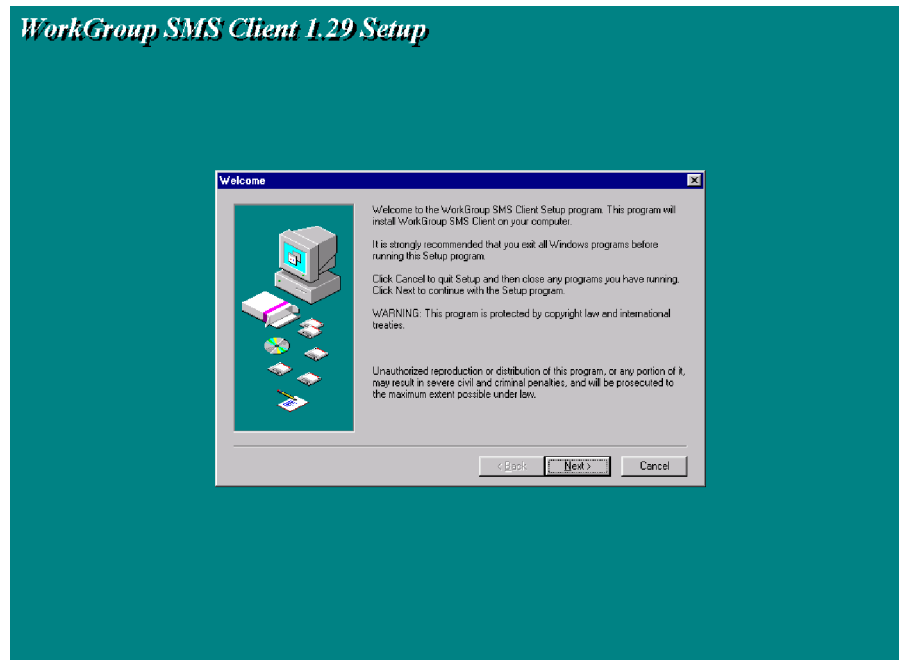 WorkGroup SMS Client 1.29 Setup
Welcome
Welcome to the WorkGroup SMS Client Setup program. This program will
install WorkGroup SMS Client on your computer.
It is strongly recommended that you exit all Windows programs before
running this Setup program.
Click Cancel to quit Setup and then close any programs you have running.
Click Next to continue with the Setup program.
WARNING: This program is protected by copyright law and international
treaties.
Unauthorized reproduction or distribution of this program, or any portion of it,
may result in severe civil and criminal penalties, and will be prosecuted to
the maximum extent possible under law.
< Back
Next >
Cancel